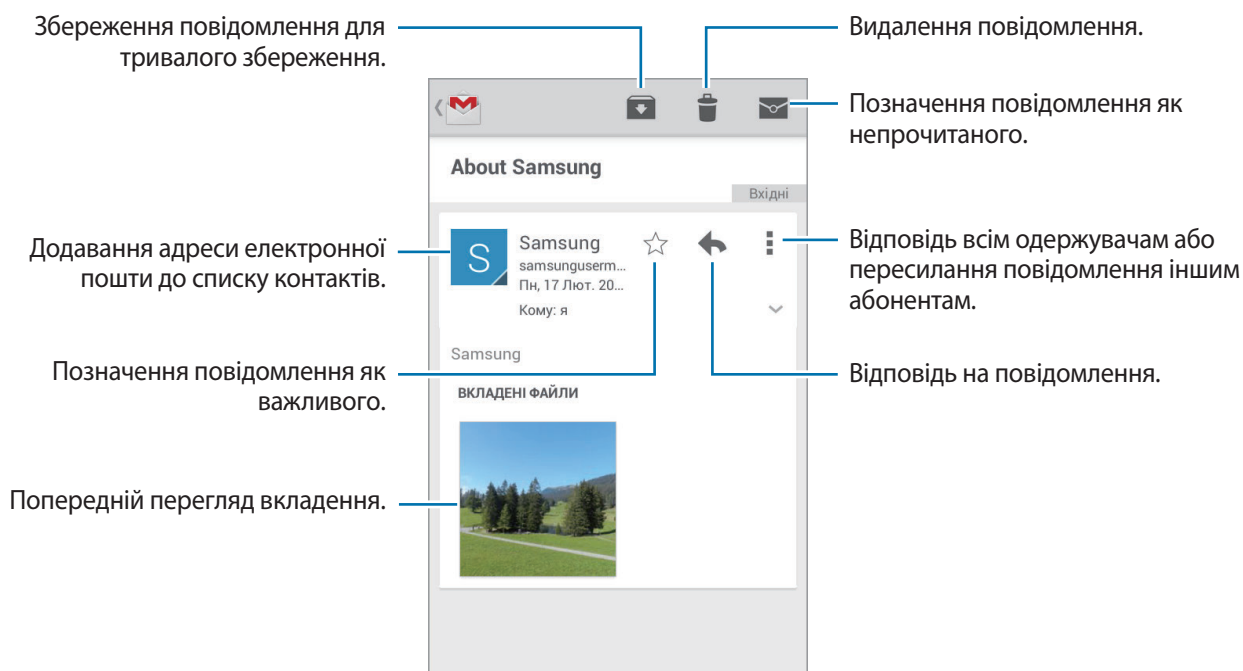 Збереження повідомлення для
тривалого збереження.
Видалення повідомлення.
Позначення повідомлення як
непрочитаного.
About Samsung
Вхідні
Додавання адреси електронної
пошти до списку контактів.
S
Samsung
samsunguserm...
Пн, 17 Лют. 20...
Кому: я
Відповідь всім одержувачам або
пересилання повідомлення іншим
абонентам.
Samsung
Позначення повідомлення як
важливого.
Відповідь на повідомлення.
ВКЛАДЕНІ ФАЙЛИ
Попередній перегляд вкладення.